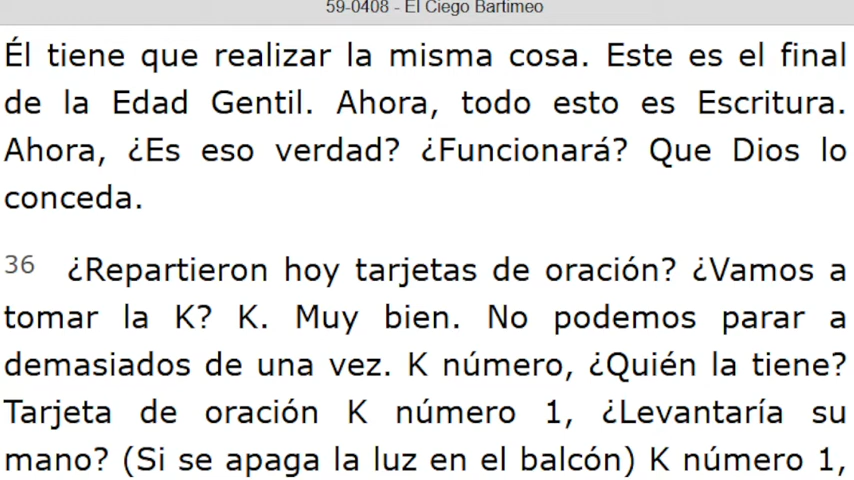 59-0408 - El Ciego Bartimeo
Él tiene que realizar la misma cosa. Este es el final
de la Edad Gentil. Ahora, todo esto es Escritura.
Ahora, ¿Es eso verdad? ¿Funcionará? Que Dios lo
conceda.
36 ¿Repartieron hoy tarjetas de oración? ¿Vamos a
tomar la K? K. Muy bien. No podemos parar a
demasiados de una vez. K número, ¿Quién la tiene?
Tarjeta de oración K número 1, ¿Levantaría su
mano? (Si se apaga la luz en el balcón) K número 1,